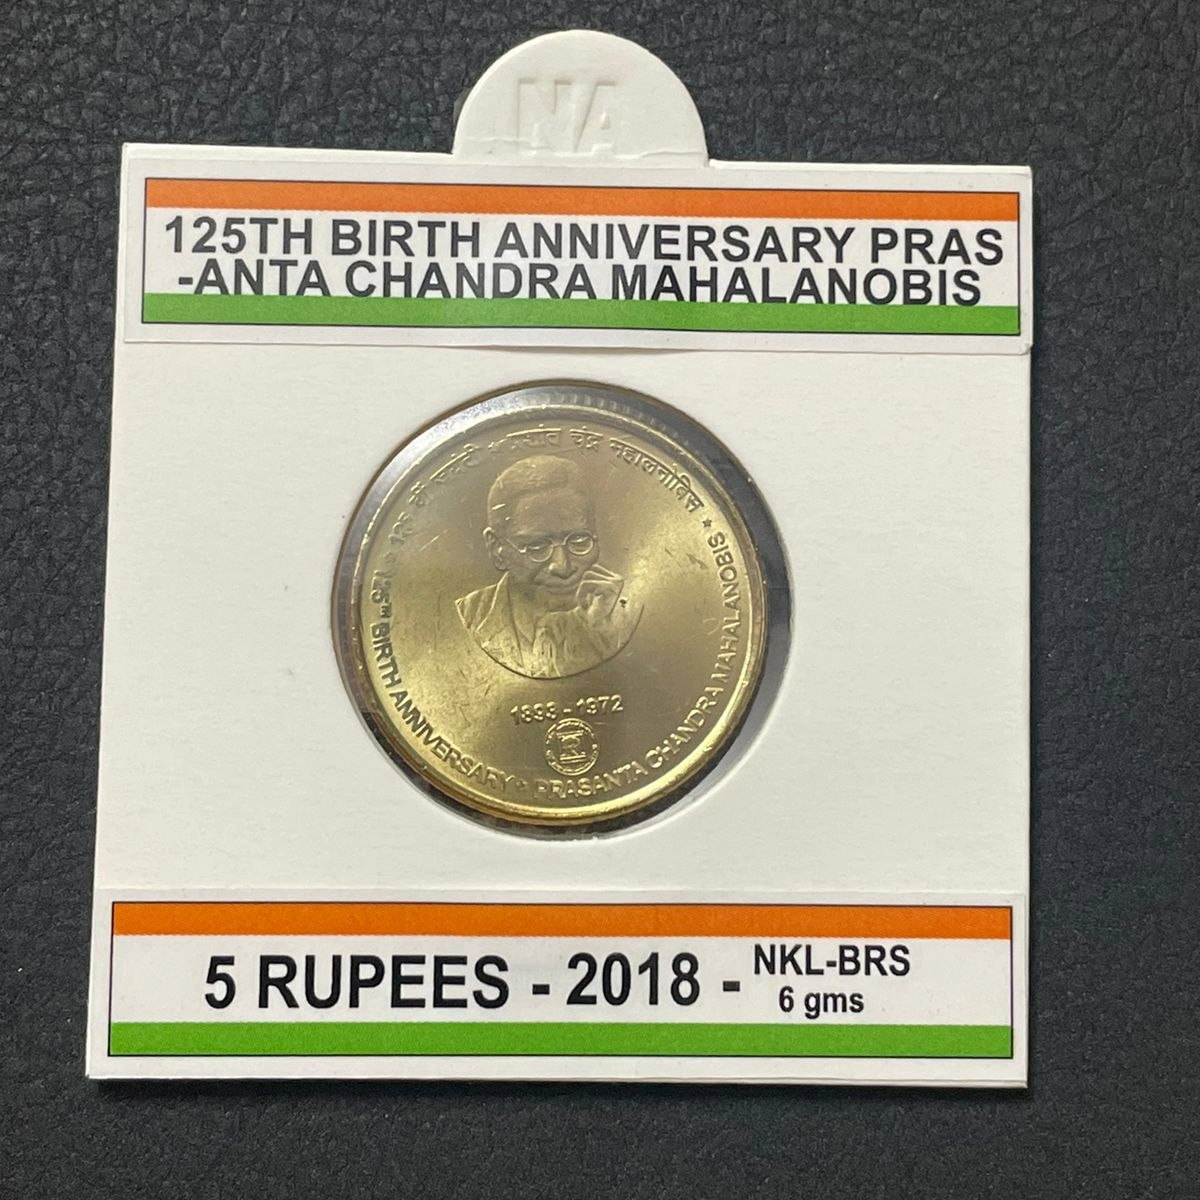 NA
125TH BIRTH ANNIVERSARY PRAS
-ANTA CHANDRA MAHALANOBIS
125 वीं जयंती * प्रशांत चंद्र महालनोबिस *
125TH BIRTH ANNIVERSARY * PRASANTA CHANDRA MAHALANOBIS
1893 - 1972
5 RUPEES - 2018 - NKL-BRS
6 gms